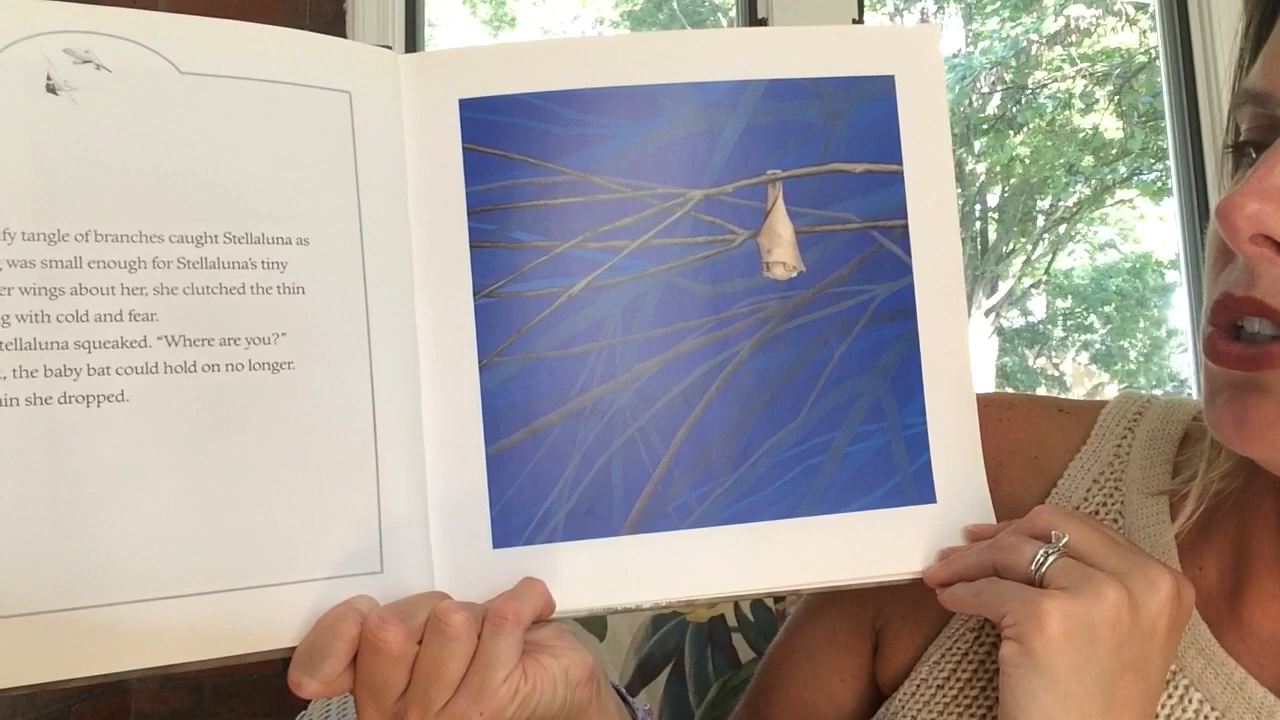 fy tangle of branches caught Stellaluna as
was small enough for Stellaluna's tiny
er wings about her, she clutched the thin
g with cold and fear.
tellaluna squeaked. "Where are you?"
, the baby bat could hold on no longer.
ain she dropped.